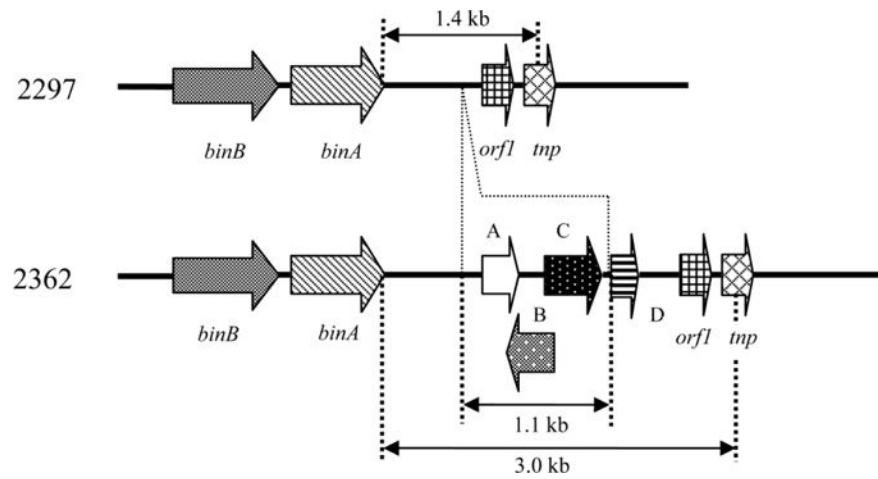 1.4 kb
2297
binB binA orf1 tnp
A C
2362
binB binA B D orf1 tnp
1.1 kb
3.0 kb